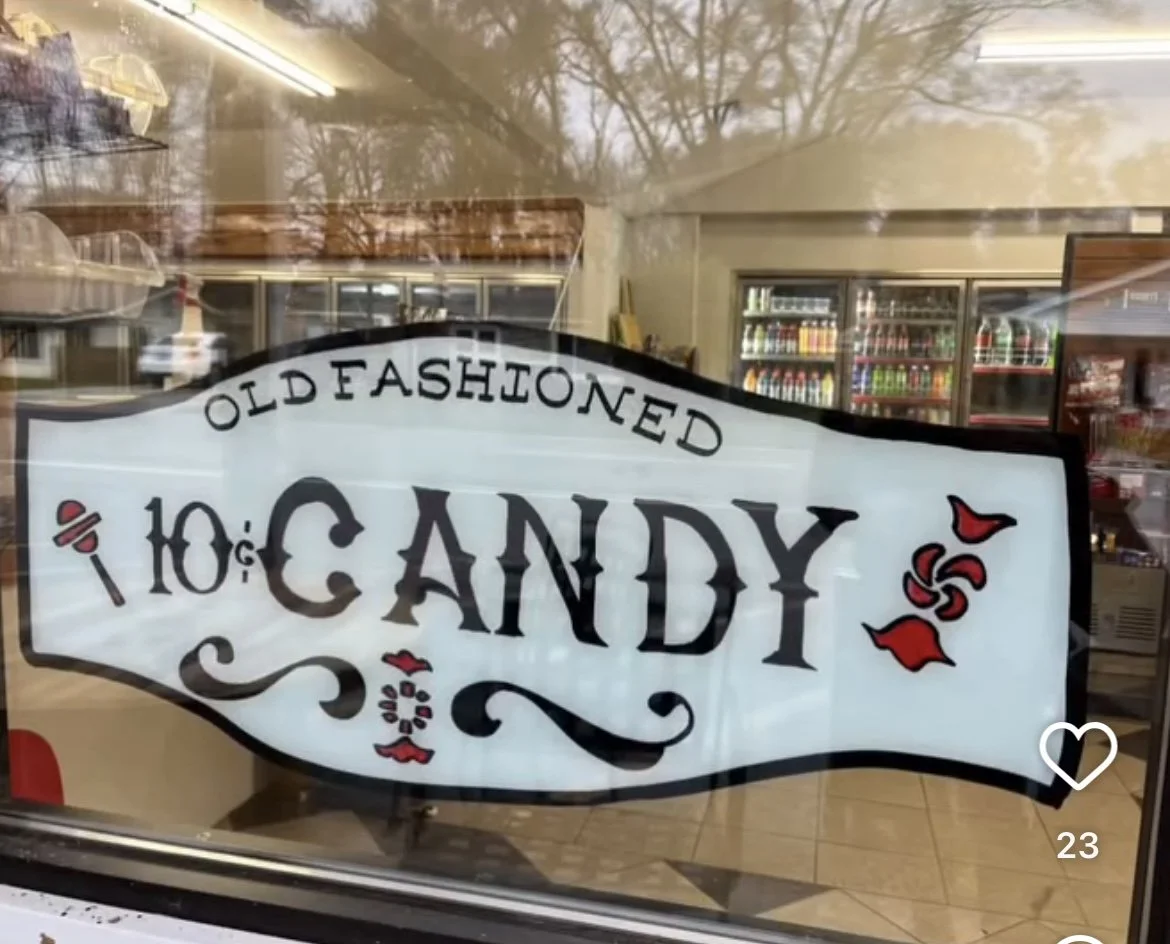 OLD FASHIONED
10¢ CANDY
23